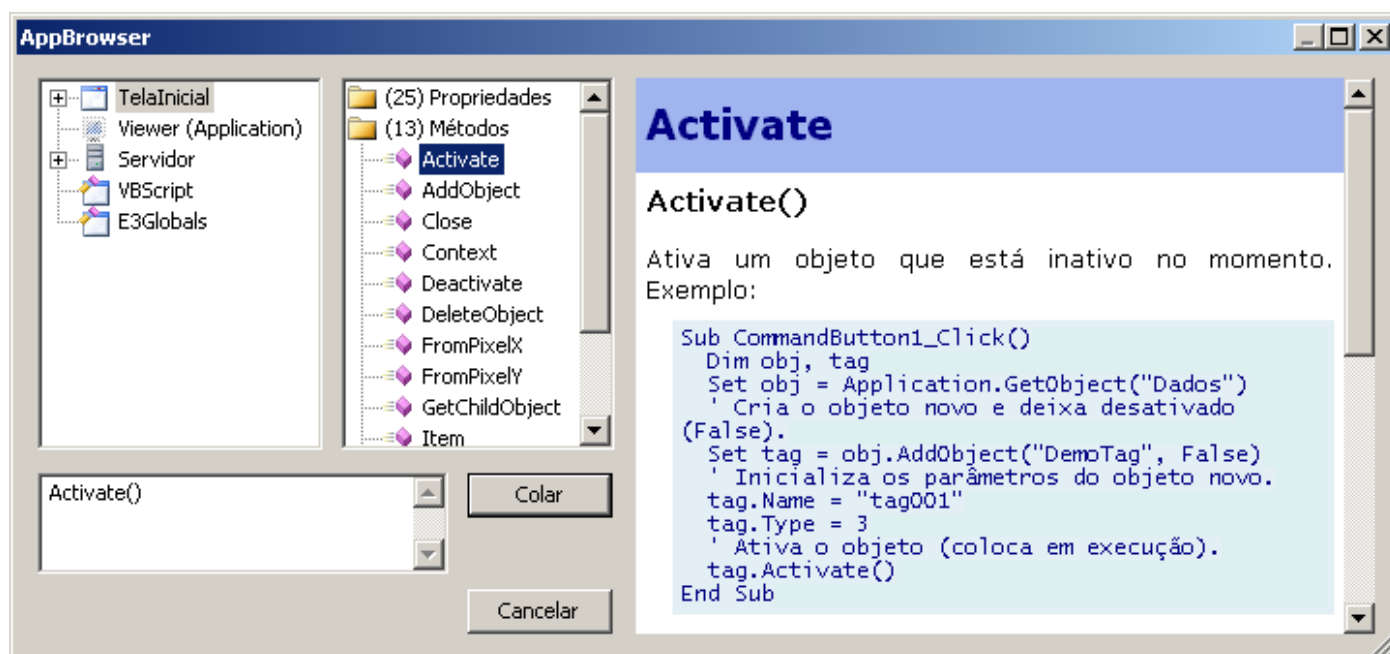 AppBrowser
TelaInicial
Viewer (Application)
Servidor
VBScript
E3Globals
(25) Propriedades
(13) Métodos
Activate
AddObject
Close
Context
Deactivate
DeleteObject
FromPixelX
FromPixelY
GetChildObject
Item
Activate()
Colar
Cancelar
Activate
Activate()
Ativa um objeto que está inativo no momento.
Exemplo:
Sub CommandButton1_Click()
Dim obj, tag
Set obj = Application.GetObject("Dados")
' Cria o objeto novo e deixa desativado
(False).
Set tag = obj.AddObject("DemoTag", False)
' Inicializa os parâmetros do objeto novo.
tag.Name = "tag001"
tag.Type = 3
' Ativa o objeto (coloca em execução).
tag.Activate()
End Sub